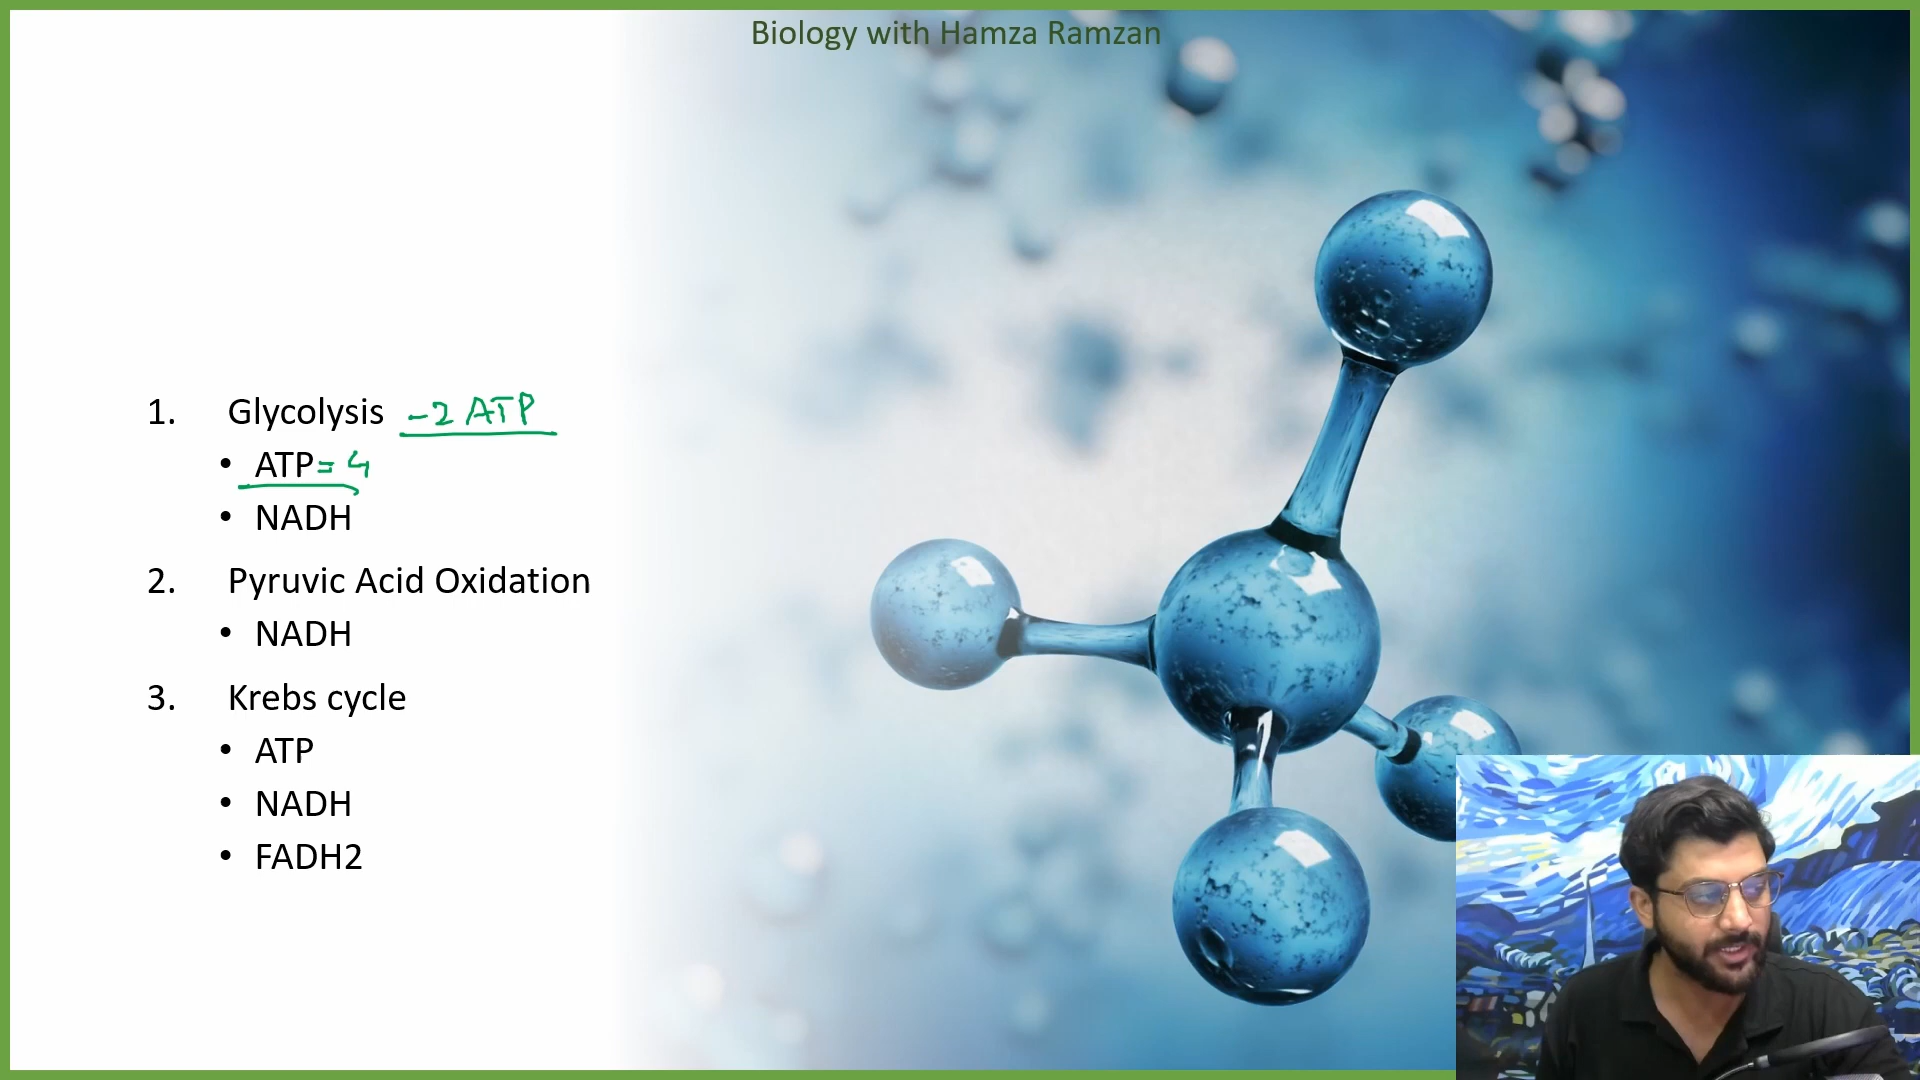 Biology with Hamza Ramzan
1. Glycolysis -2 ATP
• ATP = 4
• NADH
2. Pyruvic Acid Oxidation
• NADH
3. Krebs cycle
• ATP
• NADH
• FADH2